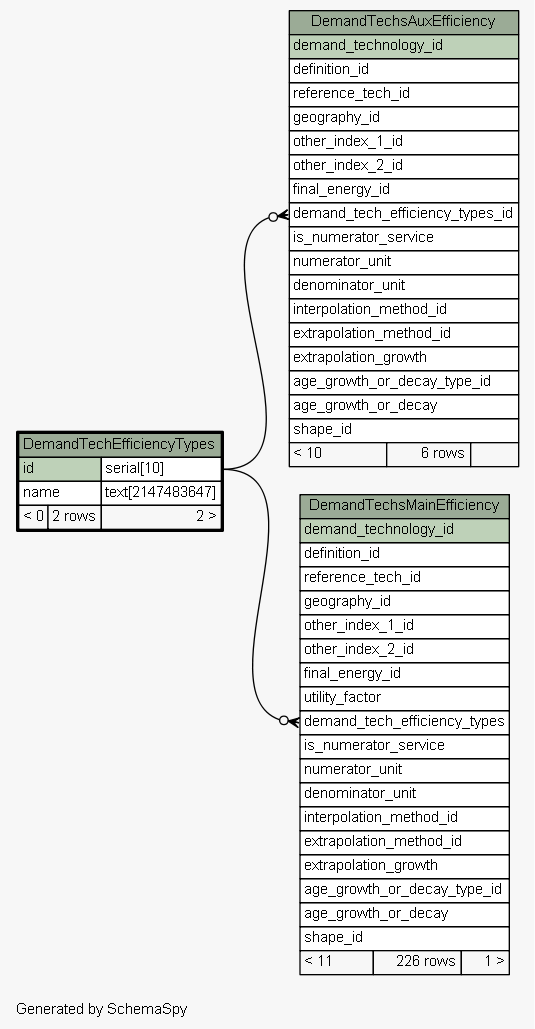 DemandTechsAuxEfficiency
demand_technology_id
definition_id
reference_tech_id
geography_id
other_index_1_id
other_index_2_id
final_energy_id
demand_tech_efficiency_types_id
is_numerator_service
numerator_unit
denominator_unit
interpolation_method_id
extrapolation_method_id
extrapolation_growth
age_growth_or_decay_type_id
age_growth_or_decay
shape_id
< 10 6 rows
DemandTechEfficiencyTypes
id serial[10]
name text[2147483647]
< 0 2 rows 2 >
DemandTechsMainEfficiency
demand_technology_id
definition_id
reference_tech_id
geography_id
other_index_1_id
other_index_2_id
final_energy_id
utility_factor
demand_tech_efficiency_types
is_numerator_service
numerator_unit
denominator_unit
interpolation_method_id
extrapolation_method_id
extrapolation_growth
age_growth_or_decay_type_id
age_growth_or_decay
shape_id
< 11 226 rows 1 >
Generated by SchemaSpy